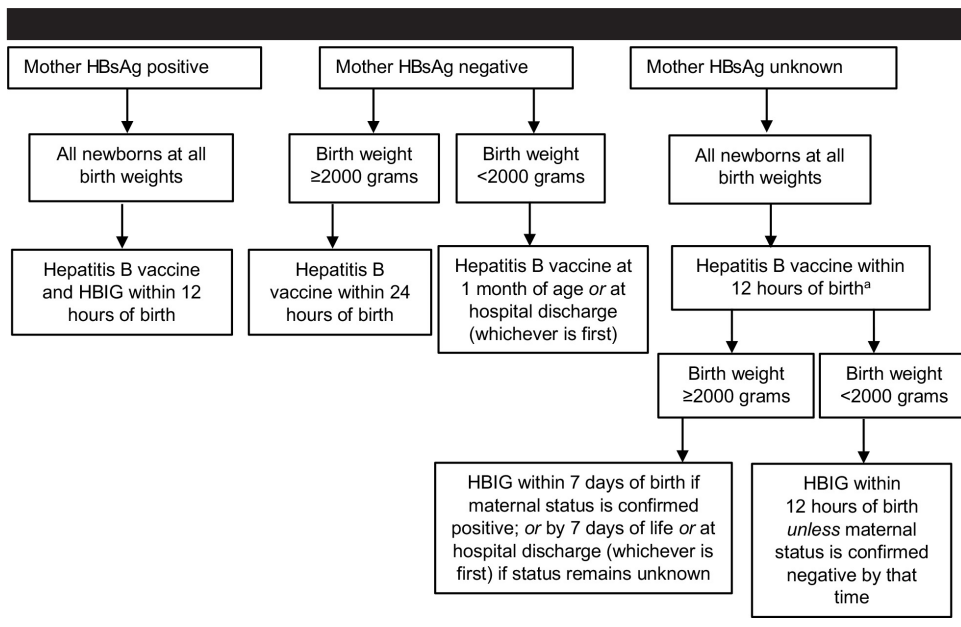 Mother HBsAg positive
Mother HBsAg negative
Mother HBsAg unknown
All newborns at all
birth weights
Birth weight
≥2000 grams
Birth weight
<2000 grams
All newborns at all
birth weights
Hepatitis B vaccine
and HBIG within 12
hours of birth
Hepatitis B
vaccine within 24
hours of birth
Hepatitis B vaccine at
1 month of age or at
hospital discharge
(whichever is first)
Hepatitis B vaccine within
12 hours of birthᵃ
Birth weight
≥2000 grams
Birth weight
<2000 grams
HBIG within 7 days of birth if
maternal status is confirmed
positive; or by 7 days of life or at
hospital discharge (whichever is
first) if status remains unknown
HBIG within
12 hours of birth
unless maternal
status is confirmed
negative by that
time